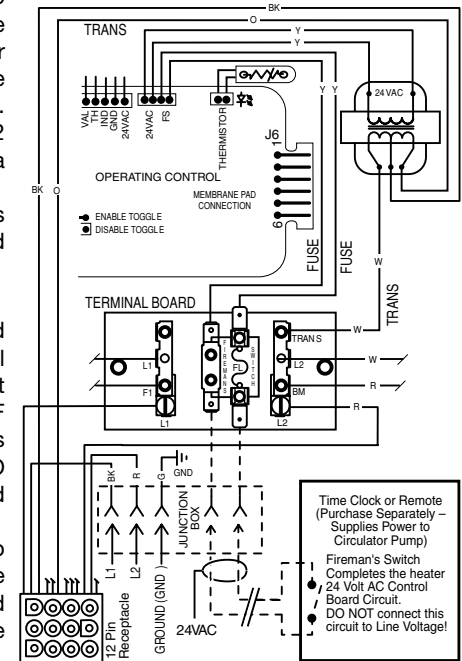 BK
O
TRANS
Y
Y
Y
Y
24 VAC
VAL
TH
IND
GND
24VAC
24VAC
FS
THERMISTOR
J6
1
6
OPERATING CONTROL
MEMBRANE PAD
CONNECTION
ENABLE TOGGLE
DISABLE TOGGLE
BK
O
FUSE
FUSE
W
TRANS
TERMINAL BOARD
L1
F1
L1
FIREMANS
FL
SWITCH
TRANS
L2
BM
L2
W
W
R
R
BK
R
G
GND
JUNCTION
BOX
L1
L2
GROUND (GND )
24VAC
12 Pin
Receptacle
Time Clock or Remote
(Purchase Separately –
Supplies Power to
Circulator Pump)
Fireman's Switch
Completes the heater
24 Volt AC Control
Board Circuit.
DO NOT connect this
circuit to Line Voltage!